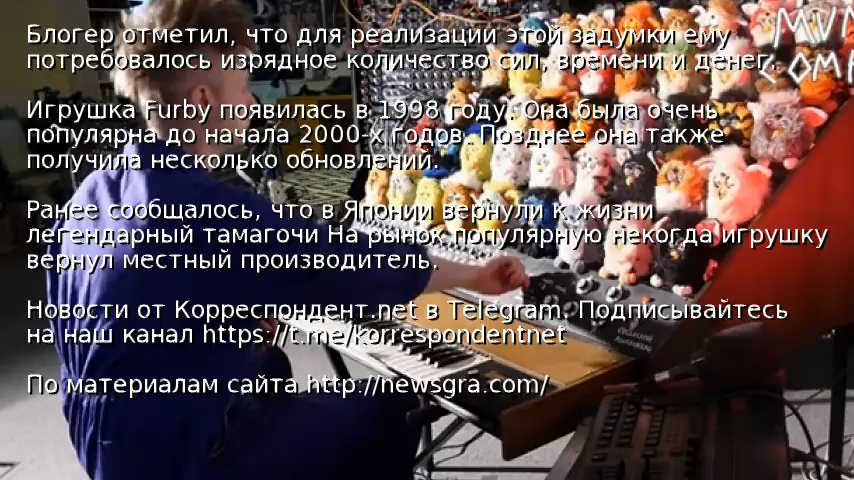 Блогер отметил, что для реализации этой задумки ему
потребовалось изрядное количество сил, времени и денег.
Игрушка Furby появилась в 1998 году. Она была очень
популярна до начала 2000-х годов. Позднее она также
получила несколько обновлений.
Ранее сообщалось, что в Японии вернули к жизни
легендарный тамагочи На рынок популярную некогда игрушку
вернул местный производитель.
Новости от Корреспондент.net в Telegram. Подписывайтесь
на наш канал https://t.me/korrespondentnet
По материалам сайта http://newsgra.com/